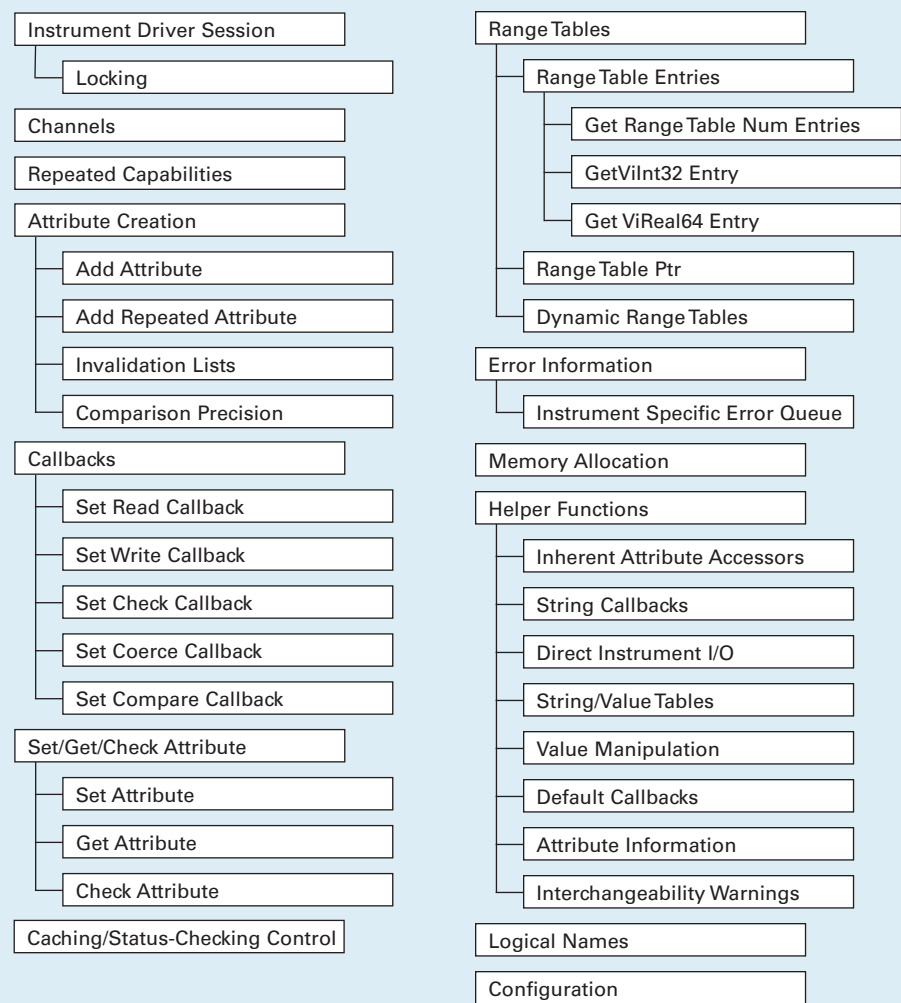 Instrument Driver Session
Locking
Channels
Repeated Capabilities
Attribute Creation
Add Attribute
Add Repeated Attribute
Invalidation Lists
Comparison Precision
Callbacks
Set Read Callback
Set Write Callback
Set Check Callback
Set Coerce Callback
Set Compare Callback
Set/Get/Check Attribute
Set Attribute
Get Attribute
Check Attribute
Caching/Status-Checking Control
Range Tables
Range Table Entries
Get Range Table Num Entries
GetViInt32 Entry
Get ViReal64 Entry
Range Table Ptr
Dynamic Range Tables
Error Information
Instrument Specific Error Queue
Memory Allocation
Helper Functions
Inherent Attribute Accessors
String Callbacks
Direct Instrument I/O
String/Value Tables
Value Manipulation
Default Callbacks
Attribute Information
Interchangeability Warnings
Logical Names
Configuration